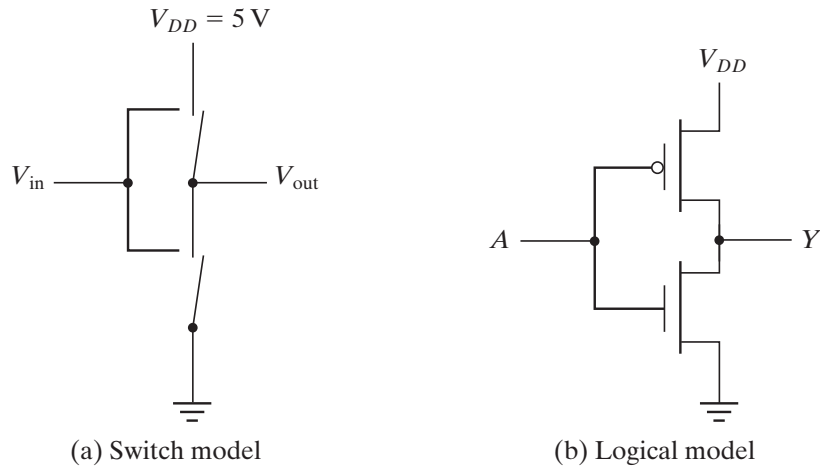 V_DD = 5 V
V_in
V_out
(a) Switch model
V_DD
A
Y
(b) Logical model